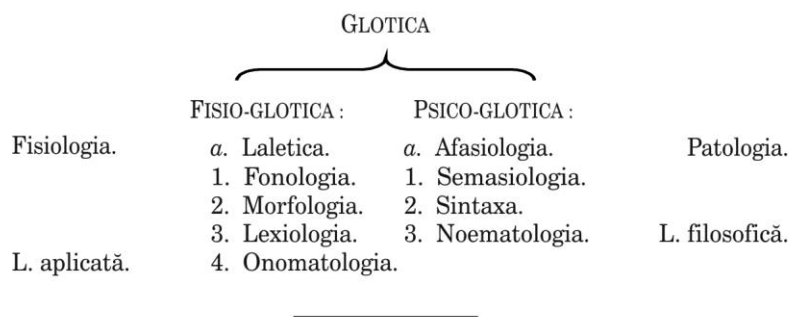 GLOTICA
FISIO-GLOTICA : PSICO-GLOTICA :
Fisiologia. a. Laletica. a. Afasiologia. Patologia.
1. Fonologia. 1. Semasiologia.
2. Morfologia. 2. Sintaxa.
3. Lexiologia. 3. Noematologia. L. filosofică.
L. aplicată. 4. Onomatologia.